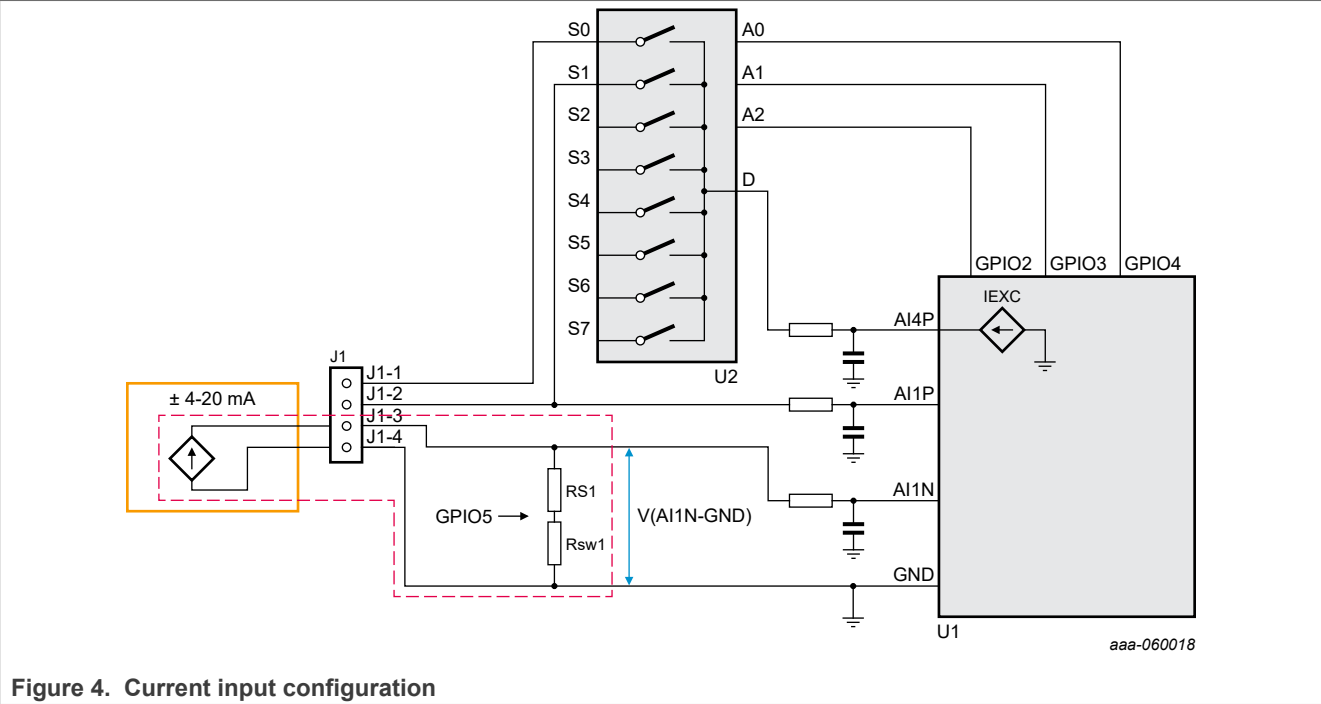 S0
S1
S2
S3
S4
S5
S6
S7
A0
A1
A2
D
U2
GPIO2
GPIO3
GPIO4
IEXC
AI4P
AI1P
AI1N
GND
U1
J1
J1-1
J1-2
J1-3
J1-4
± 4-20 mA
RS1
GPIO5
Rsw1
V(AI1N-GND)
aaa-060018
Figure 4. Current input configuration